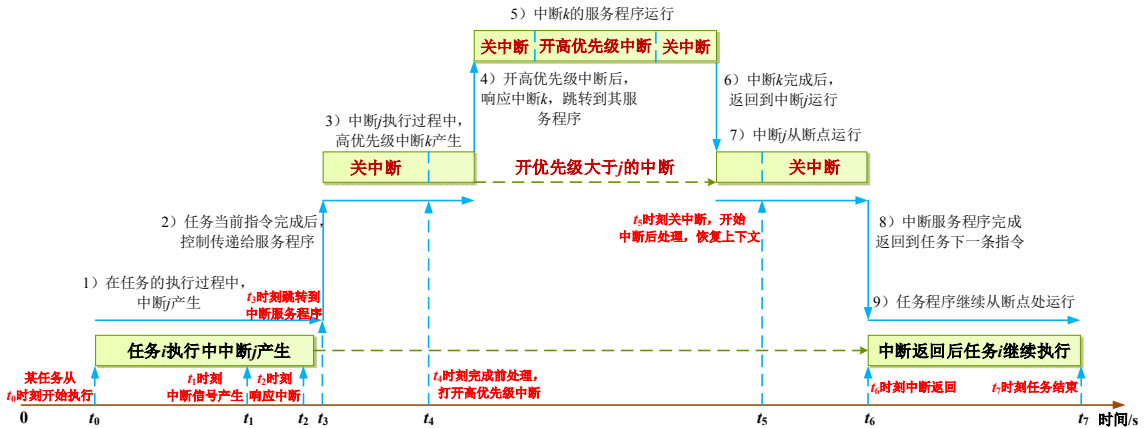 5）中断k的服务程序运行
关中断 开高优先级中断 关中断
4）开高优先级中断后，
响应中断k，跳转到其服
务程序
6）中断k完成后，
返回到中断j运行
3）中断j执行过程中，
高优先级中断k产生
7）中断j从断点运行
关中断
开优先级大于j的中断
关中断
2）任务当前指令完成后，
控制传递给服务程序
t5时刻关中断，开始
中断后处理，恢复上下文
8）中断服务程序完成
返回到任务下一条指令
1）在任务的执行过程中，
中断j产生
t3时刻跳转到
中断服务程序
9）任务程序继续从断点处运行
任务i执行中中断j产生
中断返回后任务i继续执行
某任务从
t0时刻开始执行
t1时刻
中断信号产生
t2时刻
响应中断
t4时刻完成前处理，
打开高优先级中断
t6时刻中断返回
t7时刻任务结束
0 t0 t1 t2 t3 t4 t5 t6 t7 时间/s